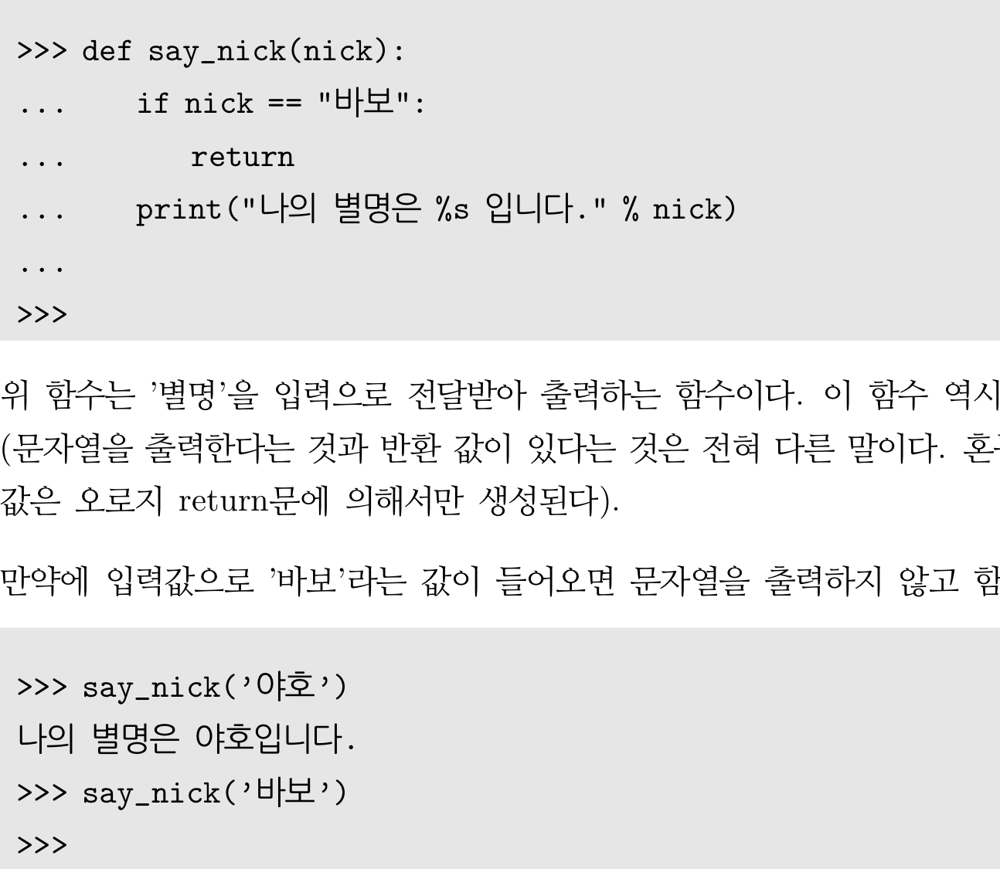 >>> def say_nick(nick):
...     if nick == "바보":
...         return
...     print("나의 별명은 %s 입니다." % nick)
...
>>>
위 함수는 '별명'을 입력으로 전달받아 출력하는 함수이다. 이 함수 역시
(문자열을 출력한다는 것과 반환 값이 있다는 것은 전혀 다른 말이다.
값은 오로지 return문에 의해서만 생성된다).
만약에 입력값으로 '바보'라는 값이 들어오면 문자열을 출력하지 않고
>>> say_nick('야호')
나의 별명은 야호입니다.
>>> say_nick('바보')
>>>